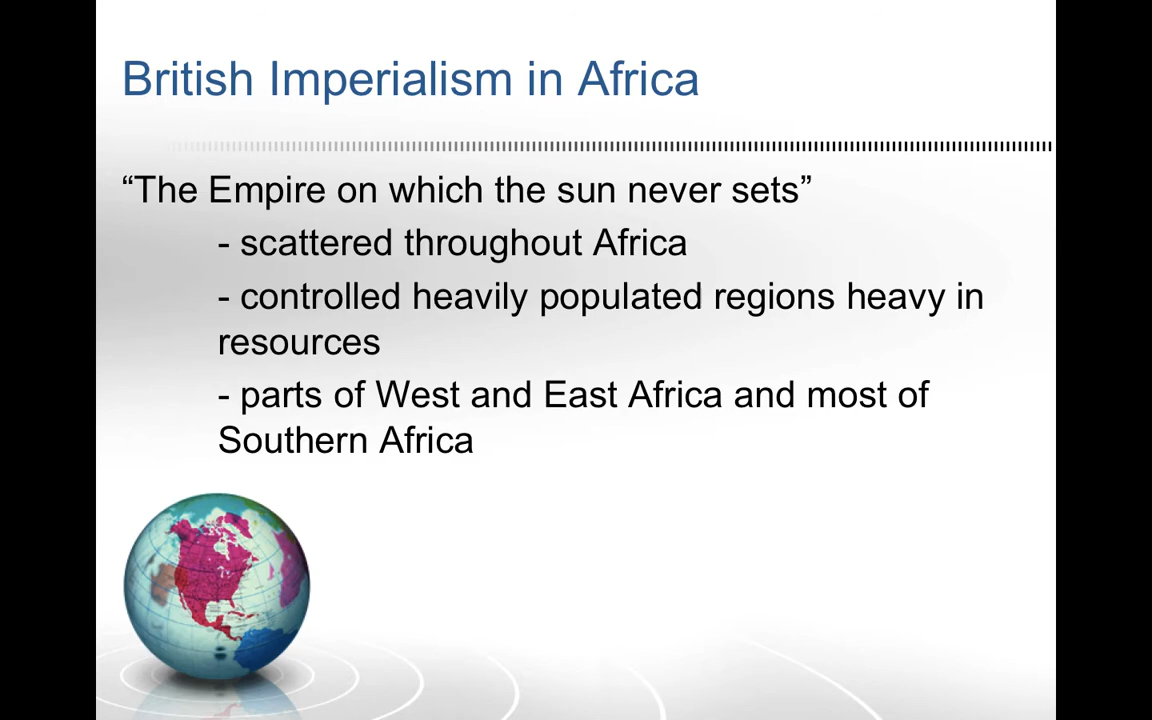 British Imperialism in Africa
“The Empire on which the sun never sets”
- scattered throughout Africa
- controlled heavily populated regions heavy in
resources
- parts of West and East Africa and most of
Southern Africa